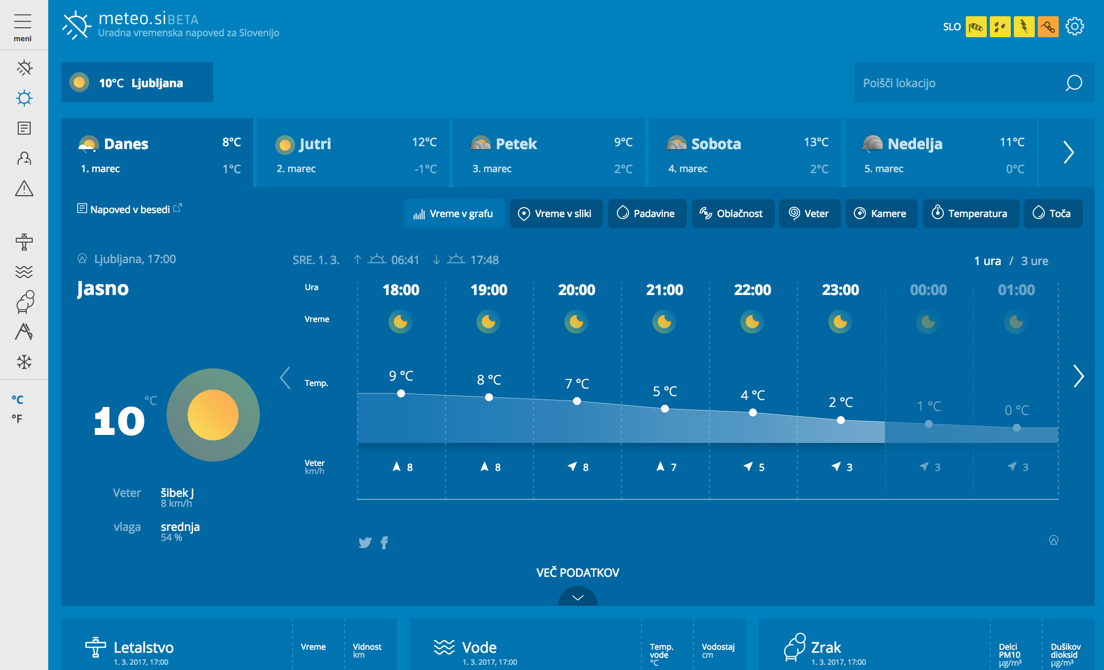 meni
meteo.siBETA
Uradna vremenska napoved za Slovenijo
SLO
10°C Ljubljana
Poišči lokacijo
Danes 8°C
1. marec 1°C
Jutri 12°C
2. marec -1°C
Petek 9°C
3. marec 2°C
Sobota 13°C
4. marec 2°C
Nedelja 11°C
5. marec 0°C
Napoved v besedi
Vreme v grafu
Vreme v sliki
Padavine
Oblačnost
Veter
Kamere
Temperatura
Toča
Ljubljana, 17:00
Jasno
10 °C
Veter šibek J
8 km/h
vlaga srednja
54 %
SRE. 1. 3. 06:41 17:48
1 ura / 3 ure
Ura 18:00 19:00 20:00 21:00 22:00 23:00 00:00 01:00
Vreme
Temp. 9 °C 8 °C 7 °C 5 °C 4 °C 2 °C 1 °C 0 °C
Veter 8 8 8 7 5 3 3 3
km/h
VEČ PODATKOV
°C
°F
Letalstvo
1. 3. 2017, 17:00
Vreme
Vidnost
km
Vode
1. 3. 2017, 17:00
Temp.
vode
°C
Vodostaj
cm
Zrak
1. 3. 2017, 17:00
Delci
PM10
µg/m³
Dušikov
dioksid
µg/m³